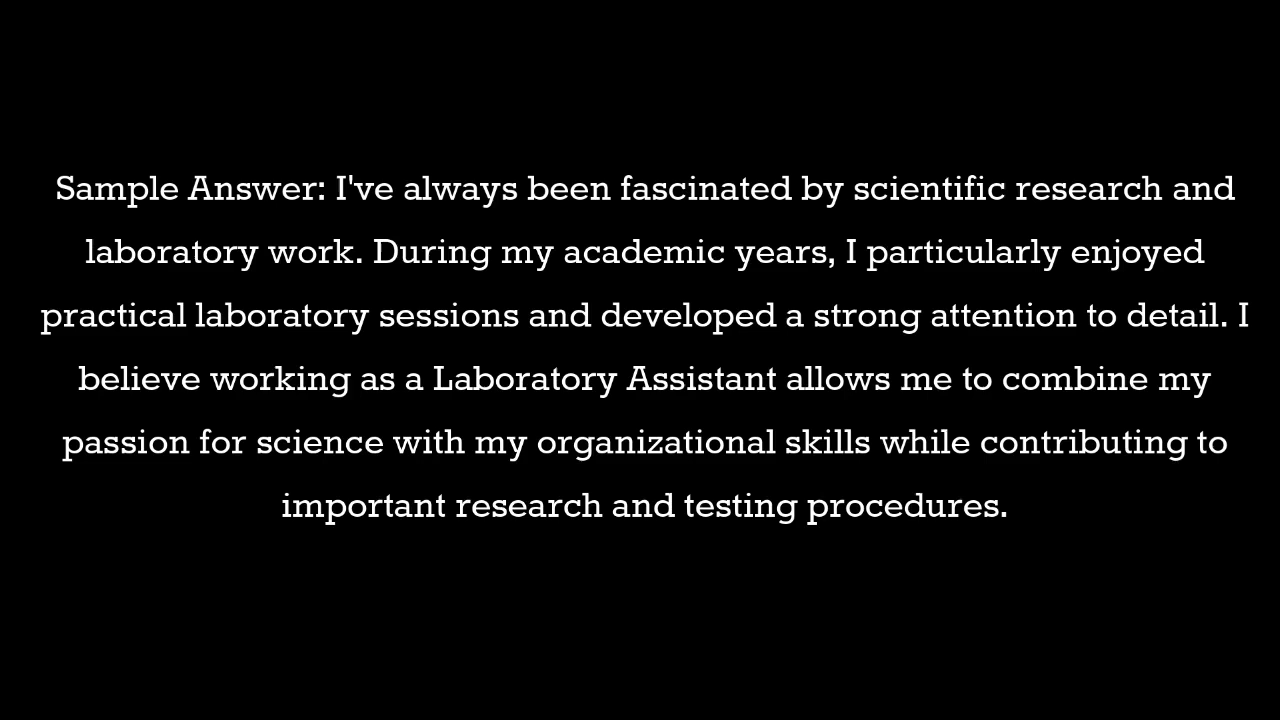 Sample Answer: I've always been fascinated by scientific research and
laboratory work. During my academic years, I particularly enjoyed
practical laboratory sessions and developed a strong attention to detail. I
believe working as a Laboratory Assistant allows me to combine my
passion for science with my organizational skills while contributing to
important research and testing procedures.